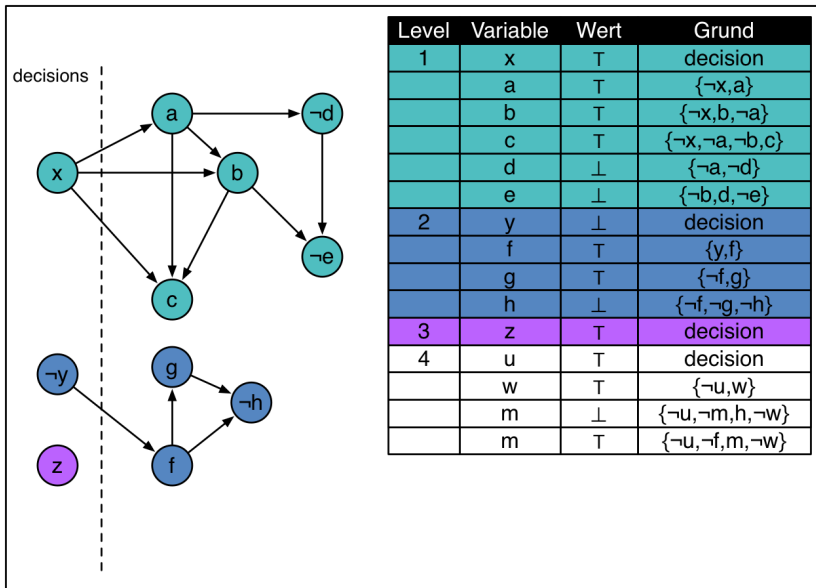 decisions
a
¬d
x
b
¬e
c
¬y
g
¬h
z
f
Level Variable Wert Grund
1 x ⊤ decision
a ⊤ {¬x,a}
b ⊤ {¬x,b,¬a}
c ⊤ {¬x,¬a,¬b,c}
d ⊥ {¬a,¬d}
e ⊥ {¬b,d,¬e}
2 y ⊥ decision
f ⊤ {y,f}
g ⊤ {¬f,g}
h ⊥ {¬f,¬g,¬h}
3 z ⊤ decision
4 u ⊤ decision
w ⊤ {¬u,w}
m ⊥ {¬u,¬m,h,¬w}
m ⊤ {¬u,¬f,m,¬w}